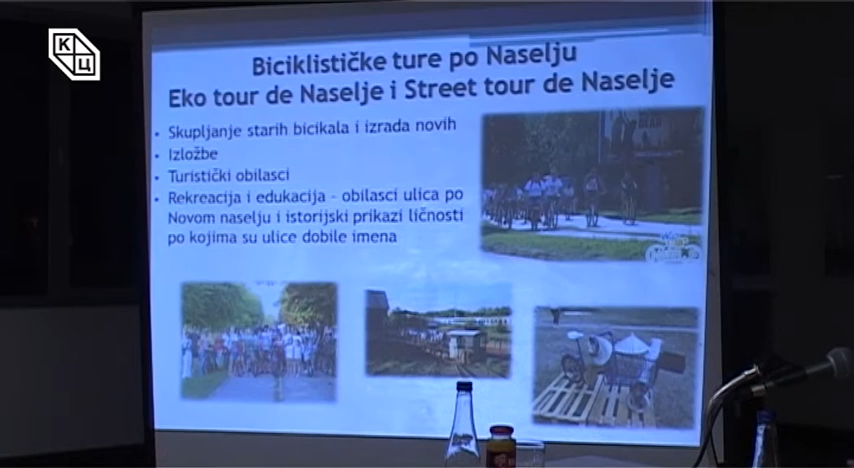 К
Ц
Biciklističke ture po Naselju
Eko tour de Naselje i Street tour de Naselje
• Skupljanje starih bicikala i izrada novih
• Izložbe
• Turistički obilasci
• Rekreacija i edukacija - obilasci ulica po
Novom naselju i istorijski prikazi ličnosti
po kojima su ulice dobile imena